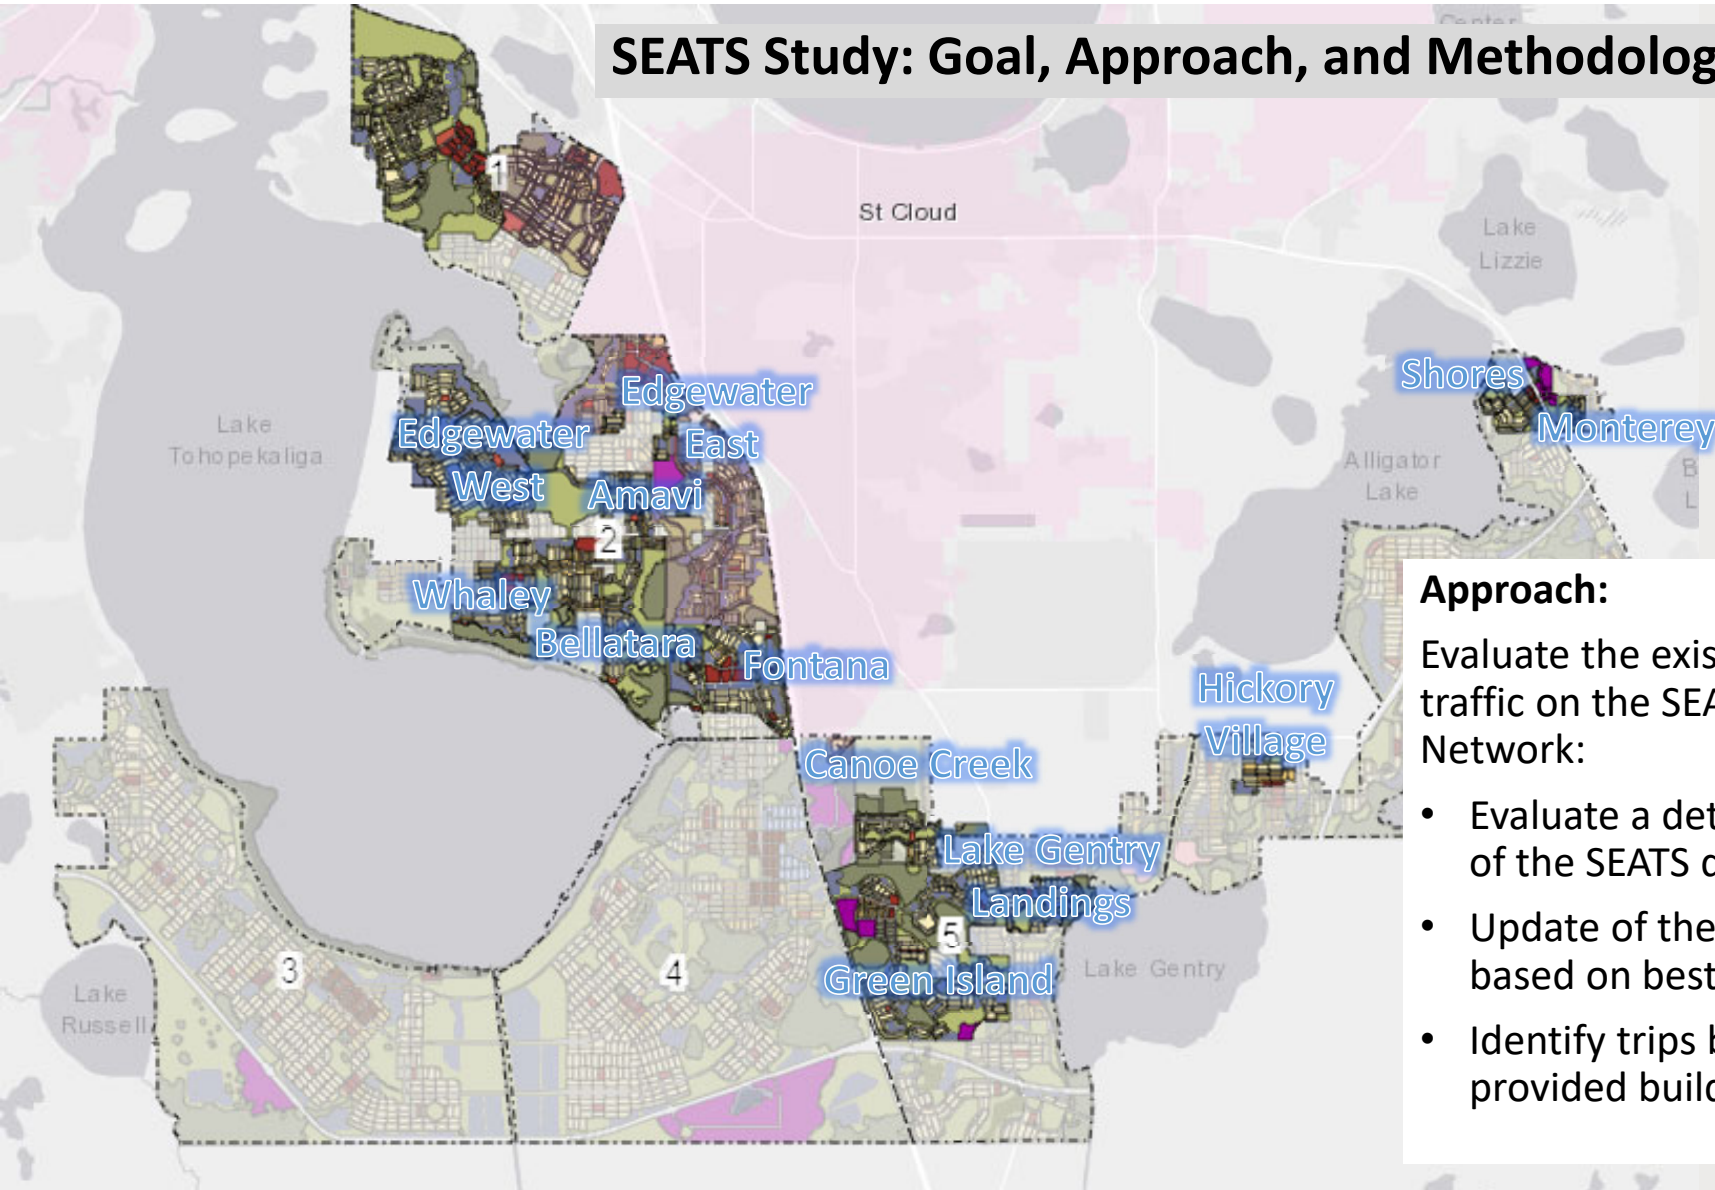 Center
SEATS Study: Goal, Approach, and Methodolog
1
St Cloud
Lake
Lizzie
Edgewater
East
Shores
Monterey
Edgewater
West
Lake
Tohopekaliga
Amavi
Alligator
Lake
B
L
2
Whaley
Bellatara
Fontana
Hickory
Village
Canoe Creek
Lake Gentry
Landings
5
Green Island
Lake Gentry
3
4
Lake
Russell
Approach:
Evaluate the exis
traffic on the SEA
Network:
• Evaluate a det
of the SEATS d
• Update of the
based on best
• Identify trips b
provided build